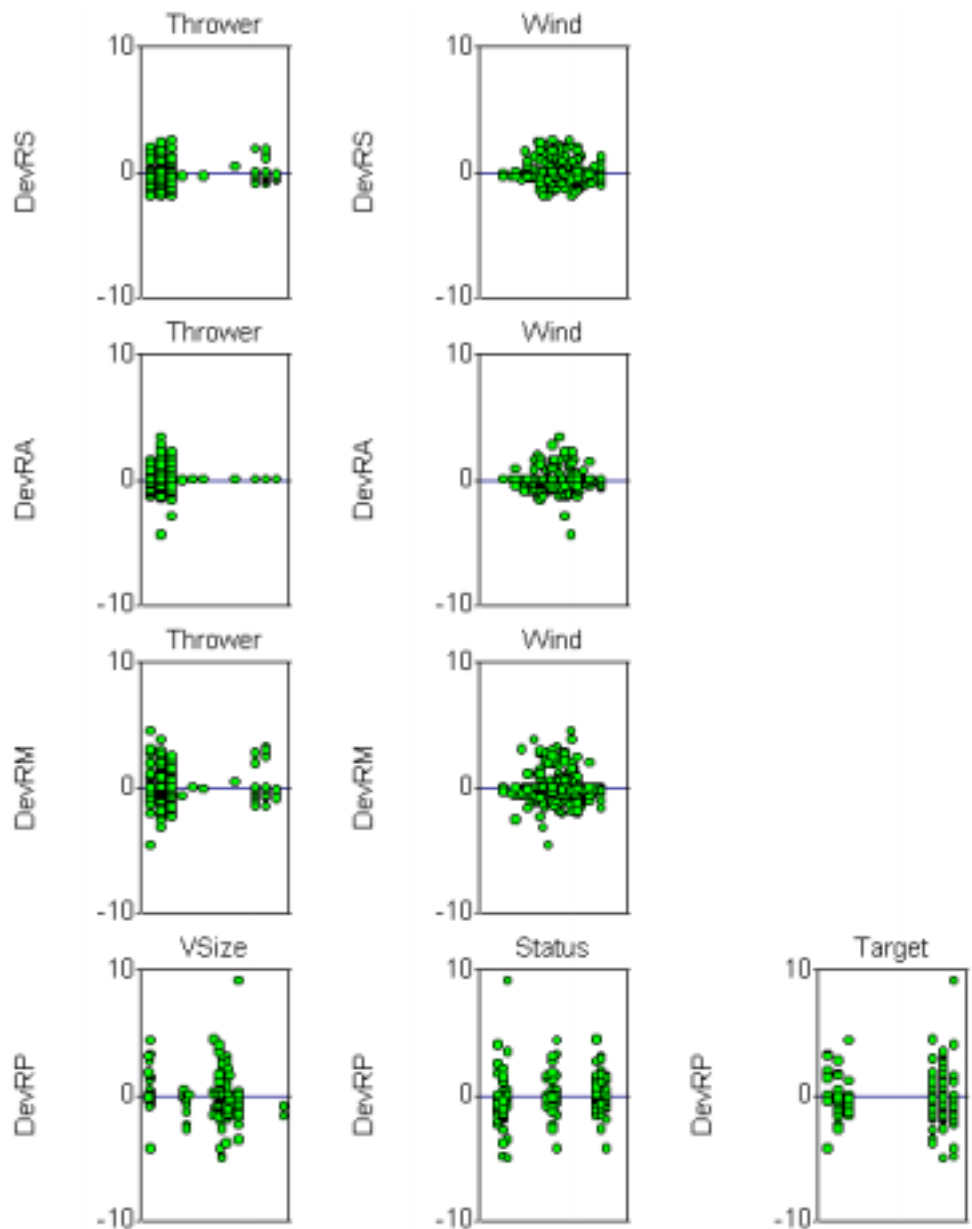 Thrower Wind
10 10
DevRS 0 DevRS 0
-10 -10
Thrower Wind
10 10
DevRA 0 DevRA 0
-10 -10
Thrower Wind
10 10
DevRM 0 DevRM 0
-10 -10
VSize Status Target
10 10 10
DevRP 0 DevRP 0 DevRP 0
-10 -10 -10